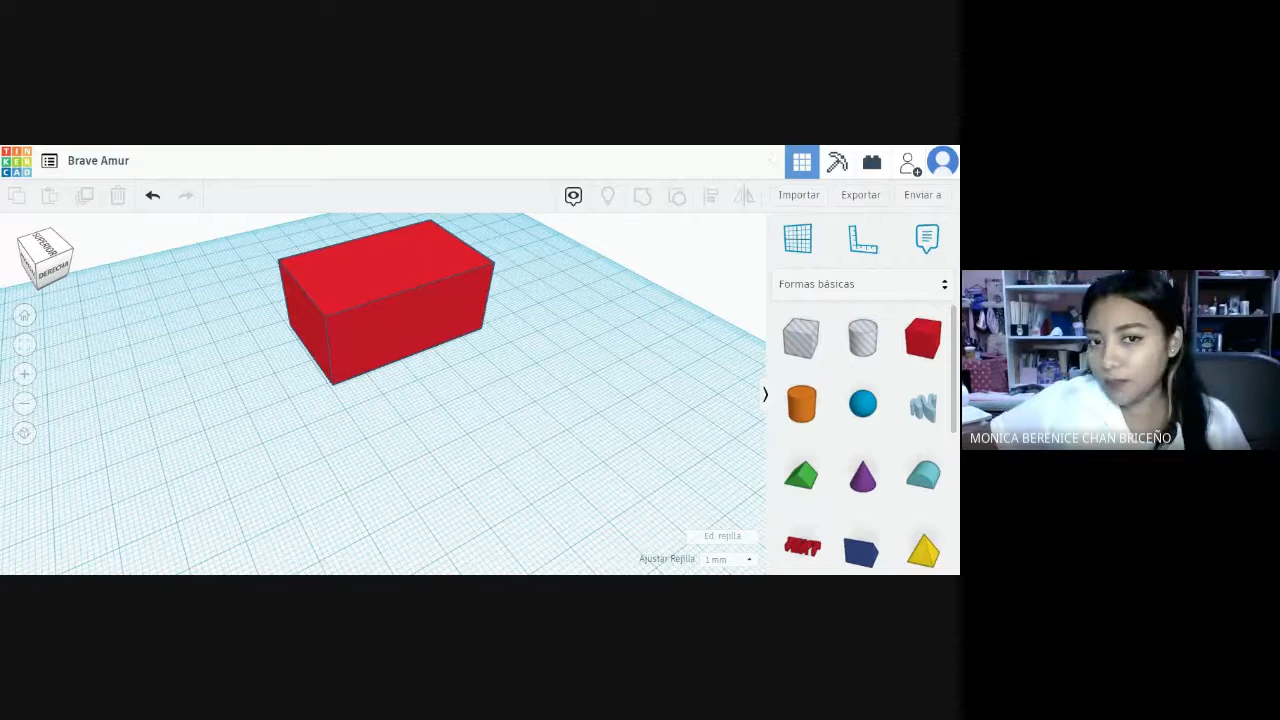 TIN
KER
CAD
Brave Amur
Importar
Exportar
Enviar a
SUPERIOR
DERECHA
Formas básicas
Ed. rejilla
Ajustar Rejilla
1 mm
MONICA BERENICE CHAN BRICEÑO